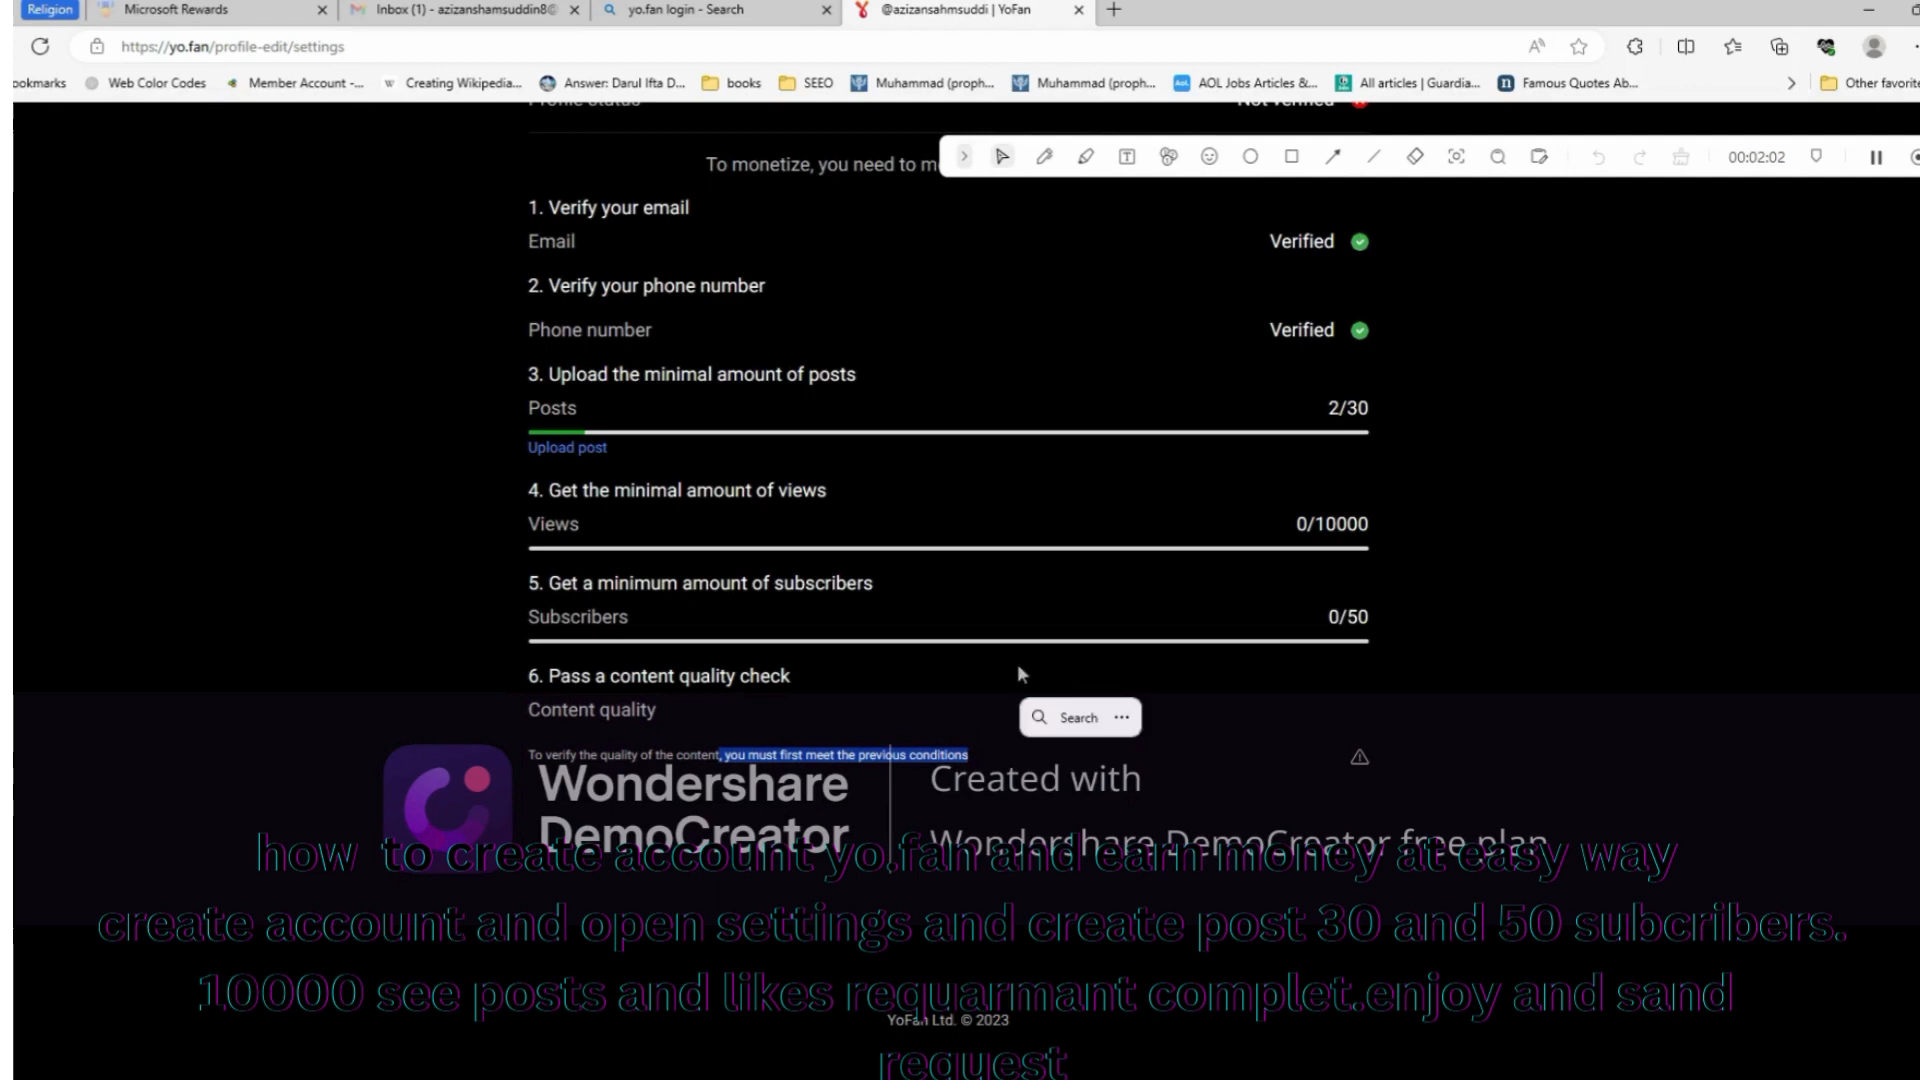 Religion
Microsoft Rewards
Inbox (1) - azizanshamsuddin8@
yo.fan login - Search
@azizansahmsuddi | YoFan
https://yo.fan/profile-edit/settings
ookmarks
Web Color Codes
Member Account -...
Creating Wikipedia...
Answer: Darul Ifta D...
books
SEEO
Muhammad (proph...
Muhammad (proph...
AOL Jobs Articles &...
All articles | Guardia...
Famous Quotes Ab...
Other favorite
Profile Status
Not verified
To monetize, you need to m
00:02:02
1. Verify your email
Email
Verified
2. Verify your phone number
Phone number
Verified
3. Upload the minimal amount of posts
Posts
2/30
Upload post
4. Get the minimal amount of views
Views
0/10000
5. Get a minimum amount of subscribers
Subscribers
0/50
6. Pass a content quality check
Content quality
Search
To verify the quality of the content, you must first meet the previous conditions
Wondershare
DemoCreator
Created with
Wondershare DemoCreator free plan
how to create account yo.fan and earn money at easy way
create account and open settings and create post 30 and 50 subcribers.
10000 see posts and likes requarmant complet.enjoy and sand
request
YoFan Ltd. © 2023